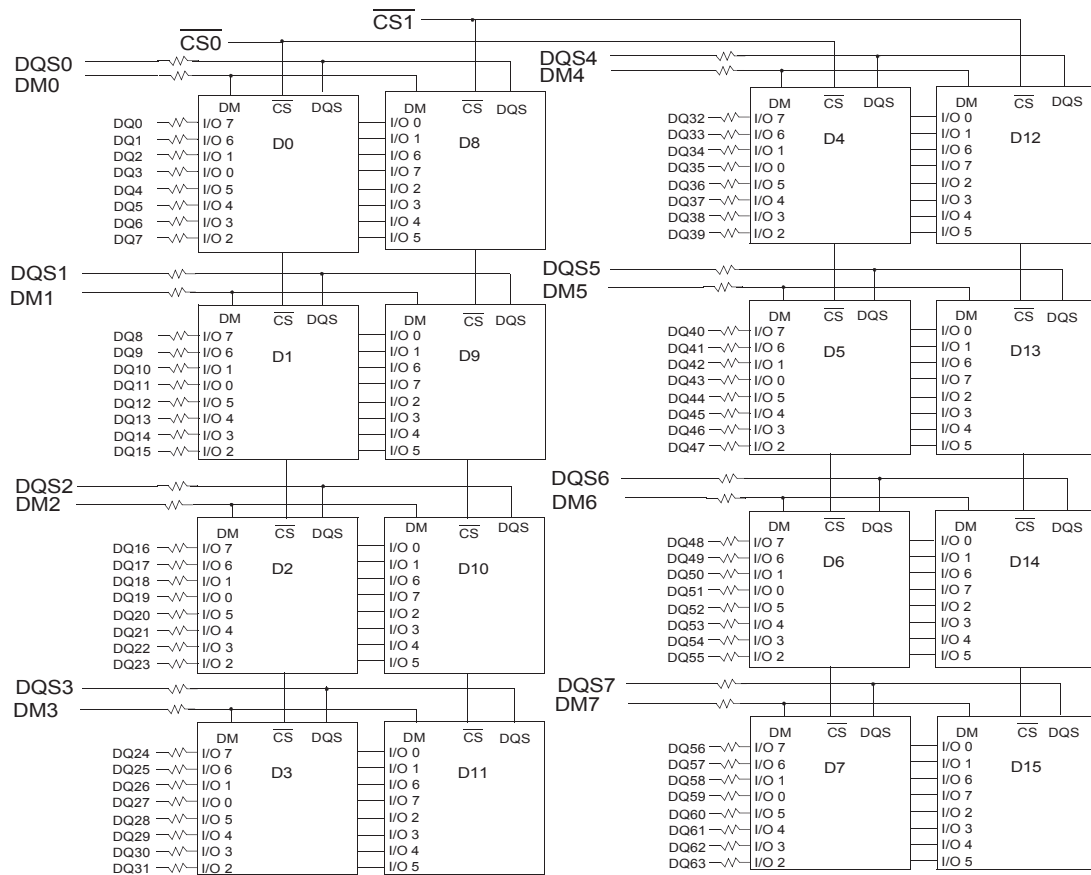 CS1
CS0
DQS0
DM0
DM CS DQS
D0
DQ0 I/O 7
DQ1 I/O 6
DQ2 I/O 1
DQ3 I/O 0
DQ4 I/O 5
DQ5 I/O 4
DQ6 I/O 3
DQ7 I/O 2
DM CS DQS
D8
I/O 0
I/O 1
I/O 6
I/O 7
I/O 2
I/O 3
I/O 4
I/O 5
DQS1
DM1
DM CS DQS
D1
DQ8 I/O 7
DQ9 I/O 6
DQ10 I/O 1
DQ11 I/O 0
DQ12 I/O 5
DQ13 I/O 4
DQ14 I/O 3
DQ15 I/O 2
DM CS DQS
D9
I/O 0
I/O 1
I/O 6
I/O 7
I/O 2
I/O 3
I/O 4
I/O 5
DQS2
DM2
DM CS DQS
D2
DQ16 I/O 7
DQ17 I/O 6
DQ18 I/O 1
DQ19 I/O 0
DQ20 I/O 5
DQ21 I/O 4
DQ22 I/O 3
DQ23 I/O 2
DM CS DQS
D10
I/O 0
I/O 1
I/O 6
I/O 7
I/O 2
I/O 3
I/O 4
I/O 5
DQS3
DM3
DM CS DQS
D3
DQ24 I/O 7
DQ25 I/O 6
DQ26 I/O 1
DQ27 I/O 0
DQ28 I/O 5
DQ29 I/O 4
DQ30 I/O 3
DQ31 I/O 2
DM CS DQS
D11
I/O 0
I/O 1
I/O 6
I/O 7
I/O 2
I/O 3
I/O 4
I/O 5
DQS4
DM4
DM CS DQS
D4
DQ32 I/O 7
DQ33 I/O 6
DQ34 I/O 1
DQ35 I/O 0
DQ36 I/O 5
DQ37 I/O 4
DQ38 I/O 3
DQ39 I/O 2
DM CS DQS
D12
I/O 0
I/O 1
I/O 6
I/O 7
I/O 2
I/O 3
I/O 4
I/O 5
DQS5
DM5
DM CS DQS
D5
DQ40 I/O 7
DQ41 I/O 6
DQ42 I/O 1
DQ43 I/O 0
DQ44 I/O 5
DQ45 I/O 4
DQ46 I/O 3
DQ47 I/O 2
DM CS DQS
D13
I/O 0
I/O 1
I/O 6
I/O 7
I/O 2
I/O 3
I/O 4
I/O 5
DQS6
DM6
DM CS DQS
D6
DQ48 I/O 7
DQ49 I/O 6
DQ50 I/O 1
DQ51 I/O 0
DQ52 I/O 5
DQ53 I/O 4
DQ54 I/O 3
DQ55 I/O 2
DM CS DQS
D14
I/O 0
I/O 1
I/O 6
I/O 7
I/O 2
I/O 3
I/O 4
I/O 5
DQS7
DM7
DM CS DQS
D7
DQ56 I/O 7
DQ57 I/O 6
DQ58 I/O 1
DQ59 I/O 0
DQ60 I/O 5
DQ61 I/O 4
DQ62 I/O 3
DQ63 I/O 2
DM CS DQS
D15
I/O 0
I/O 1
I/O 6
I/O 7
I/O 2
I/O 3
I/O 4
I/O 5